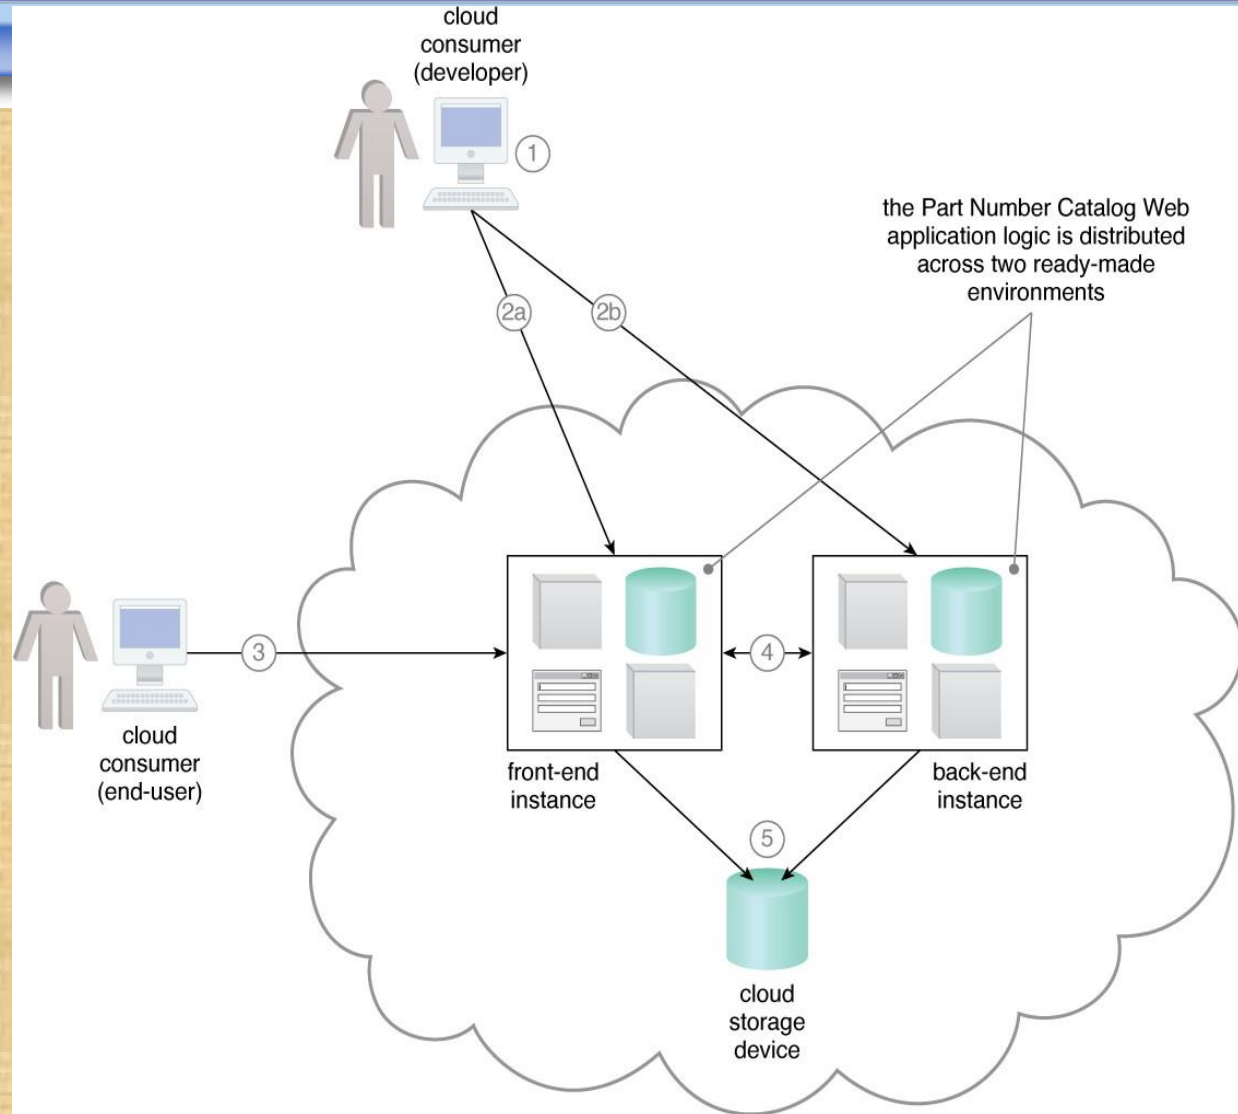 cloud
consumer
(developer)
1
the Part Number Catalog Web
application logic is distributed
across two ready-made
environments
2a
2b
3
4
cloud
consumer
(end-user)
front-end
instance
back-end
instance
5
cloud
storage
device